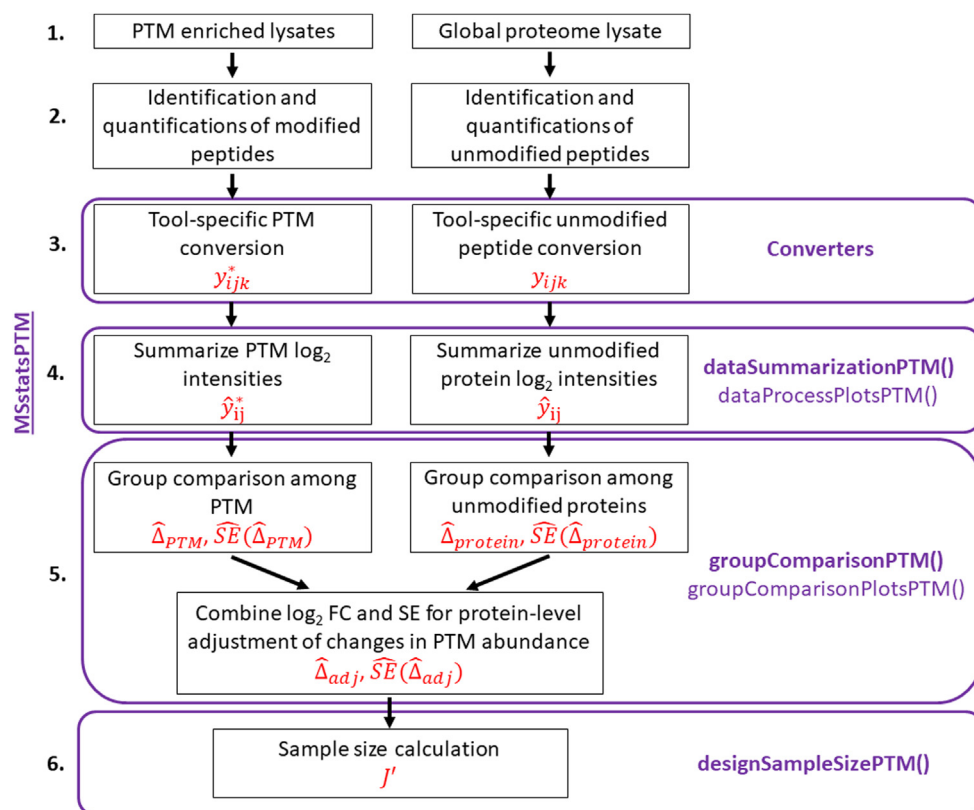 1.
PTM enriched lysates
Global proteome lysate
2.
Identification and
quantifications of modified
peptides
Identification and
quantifications of
unmodified peptides
MSstatsPTM
3.
Tool-specific PTM
conversion
y*ijk
Tool-specific unmodified
peptide conversion
yijk
Converters
4.
Summarize PTM log₂
intensities
ŷ*ij
Summarize unmodified
protein log₂ intensities
ŷij
dataSummarizationPTM()
dataProcessPlotsPTM()
5.
Group comparison among
PTM
Δ̂PTM, SÊ(Δ̂PTM)
Group comparison among
unmodified proteins
Δ̂protein, SÊ(Δ̂protein)
Combine log₂ FC and SE for protein-level
adjustment of changes in PTM abundance
Δ̂adj, SÊ(Δ̂adj)
groupComparisonPTM()
groupComparisonPlotsPTM()
6.
Sample size calculation
J'
designSampleSizePTM()